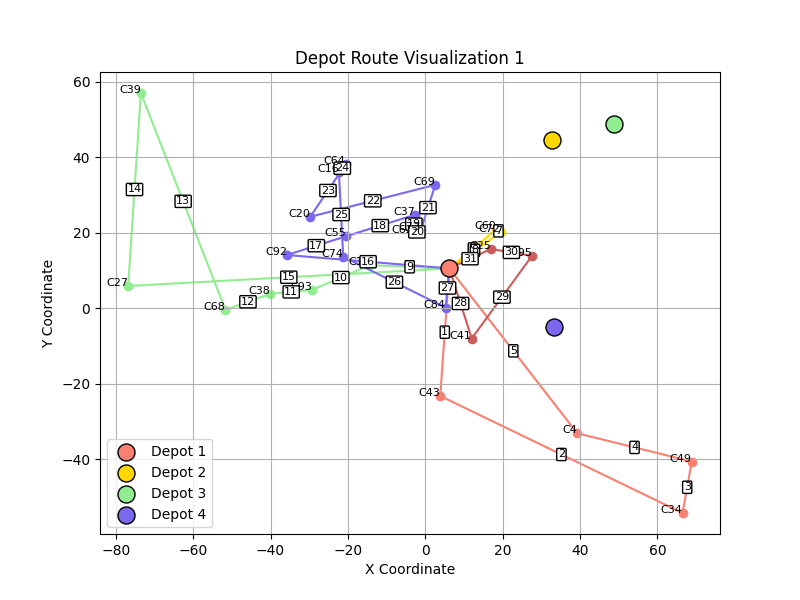 Depot Route Visualization 1
Y Coordinate
60
40
20
0
−20
−40
C39
14
13
C27
15
C68
12
C38
11
10
9
16
C64
24
23
C20
22
C69
21
25
C37
18
20
C55
17
C92
C74
26
C84
27
28
1
C41
29
30
31
C60
C43
2
5
C4
4
C49
3
C34
Depot 1
Depot 2
Depot 3
Depot 4
−80
−60
−40
−20
0
20
40
60
X Coordinate